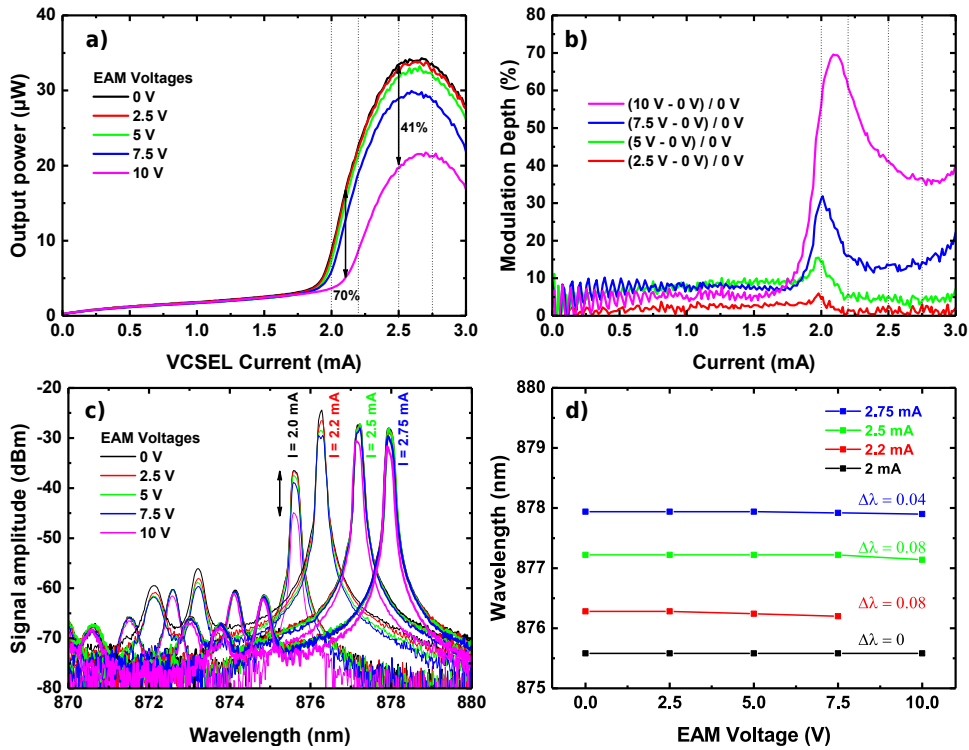 a)
EAM Voltages
0 V
2.5 V
5 V
7.5 V
10 V
41%
70%
Output power (µW)
40
30
20
10
0
0.0 0.5 1.0 1.5 2.0 2.5 3.0
VCSEL Current (mA)
b)
(10 V - 0 V) / 0 V
(7.5 V - 0 V) / 0 V
(5 V - 0 V) / 0 V
(2.5 V - 0 V) / 0 V
Modulation Depth (%)
80
70
60
50
40
30
20
10
0
0.0 0.5 1.0 1.5 2.0 2.5 3.0
Current (mA)
c)
EAM Voltages
0 V
2.5 V
5 V
7.5 V
10 V
I = 2.0 mA
I = 2.2 mA
I = 2.5 mA
I = 2.75 mA
Signal amplitude (dBm)
-20
-30
-40
-50
-60
-70
-80
870 872 874 876 878 880
Wavelength (nm)
d)
2.75 mA
2.5 mA
2.2 mA
2 mA
Δλ = 0.04
Δλ = 0.08
Δλ = 0.08
Δλ = 0
Wavelength (nm)
880
879
878
877
876
875
0.0 2.5 5.0 7.5 10.0
EAM Voltage (V)